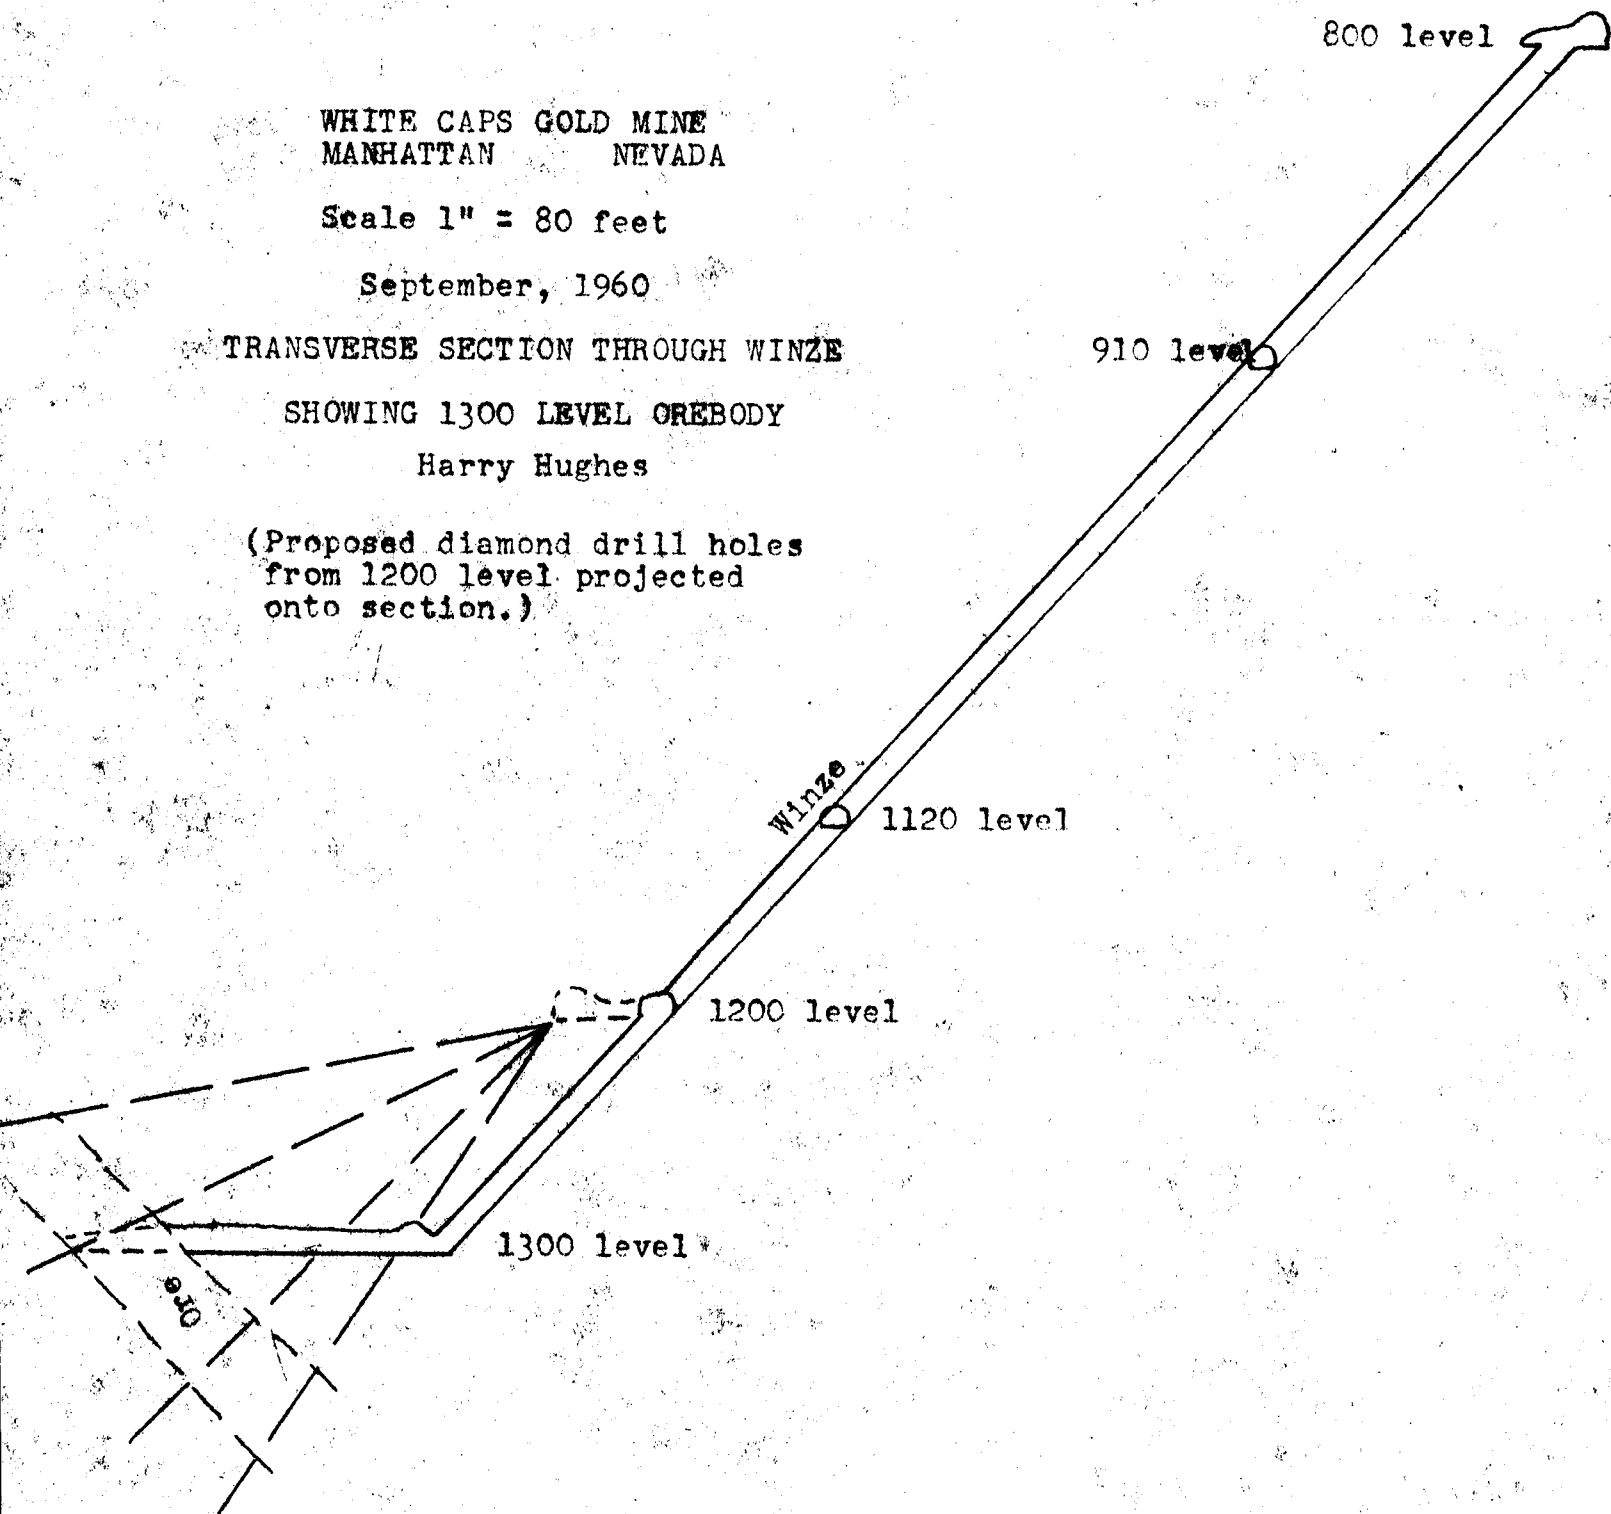 800 level
WHITE CAPS GOLD MINE
MANHATTAN NEVADA
Scale 1" = 80 feet
September, 1960
TRANSVERSE SECTION THROUGH WINZE
910 level
SHOWING 1300 LEVEL OREBODY
Harry Hughes
(Proposed diamond drill holes
from 1200 level projected
onto section.)
Winze
1120 level
1200 level
1300 level
Ore